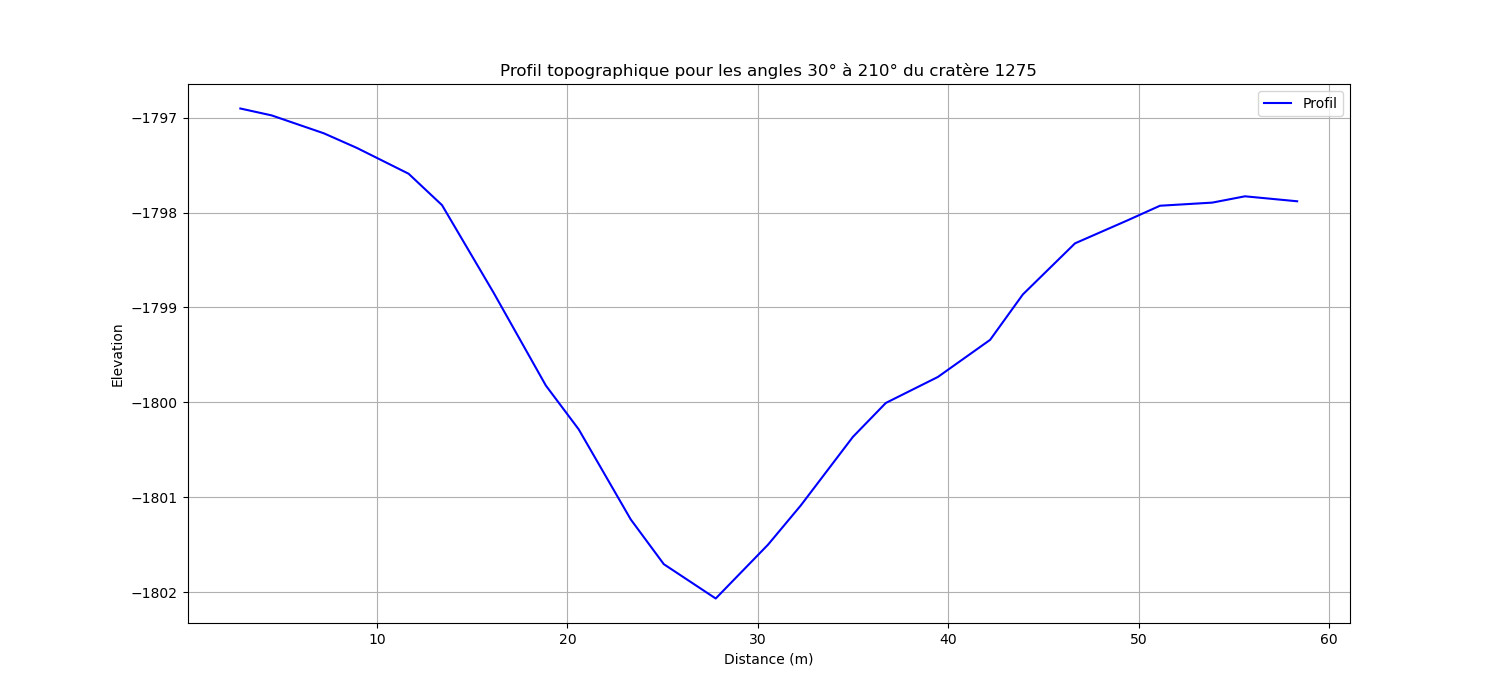 Profil topographique pour les angles 30° à 210° du cratère 1275
Profil
−1797
−1798
−1799
−1800
−1801
−1802
Elevation
10 20 30 40 50 60
Distance (m)